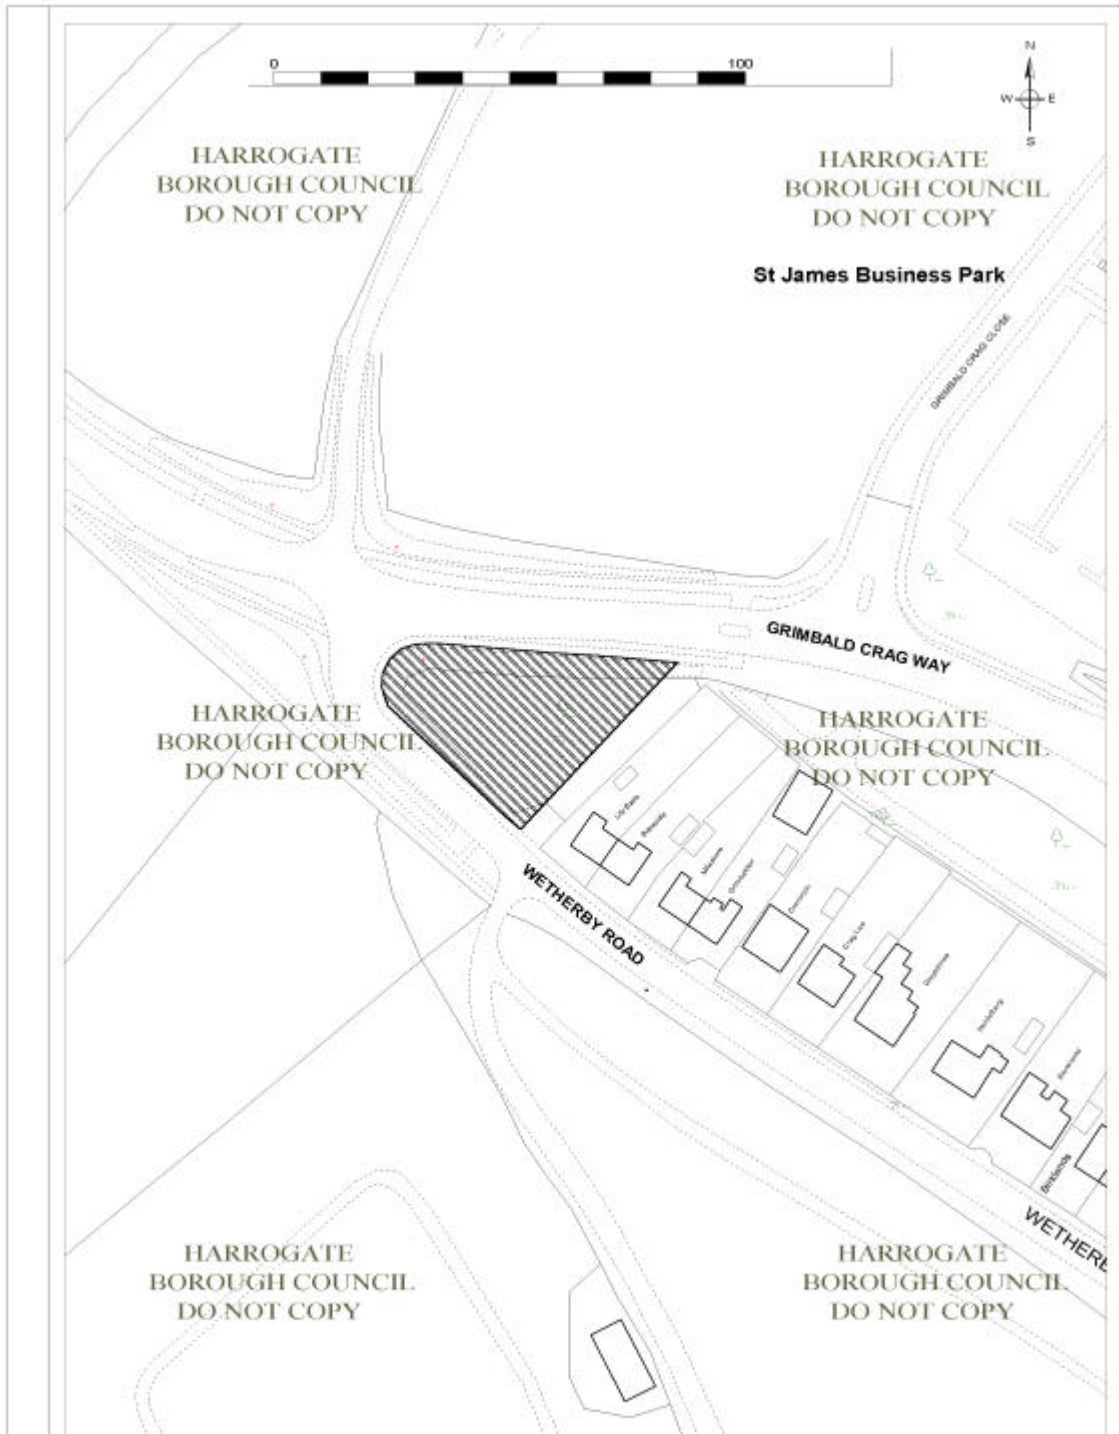 0
100
N
W
E
S
HARROGATE
BOROUGH COUNCIL
DO NOT COPY
HARROGATE
BOROUGH COUNCIL
DO NOT COPY
St James Business Park
GRIMBALD CRAG CLOSE
GRIMBALD CRAG WAY
HARROGATE
BOROUGH COUNCIL
DO NOT COPY
HARROGATE
BOROUGH COUNCIL
DO NOT COPY
Crag Lea
WETHERBY ROAD
WETHERB
HARROGATE
BOROUGH COUNCIL
DO NOT COPY
HARROGATE
BOROUGH COUNCIL
DO NOT COPY